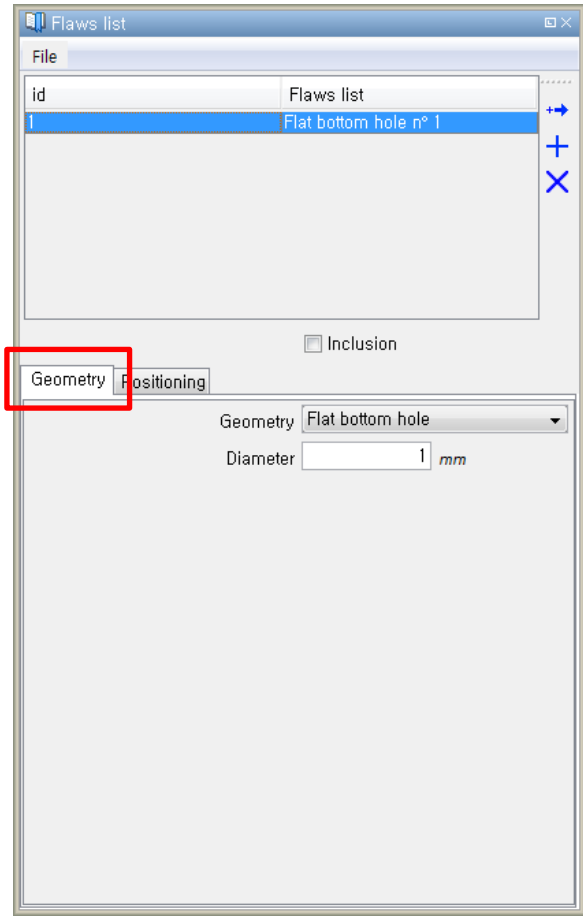 Flaws list
File
id Flaws list
1 Flat bottom hole n° 1
Inclusion
Geometry Positioning
Geometry Flat bottom hole
Diameter 1 mm